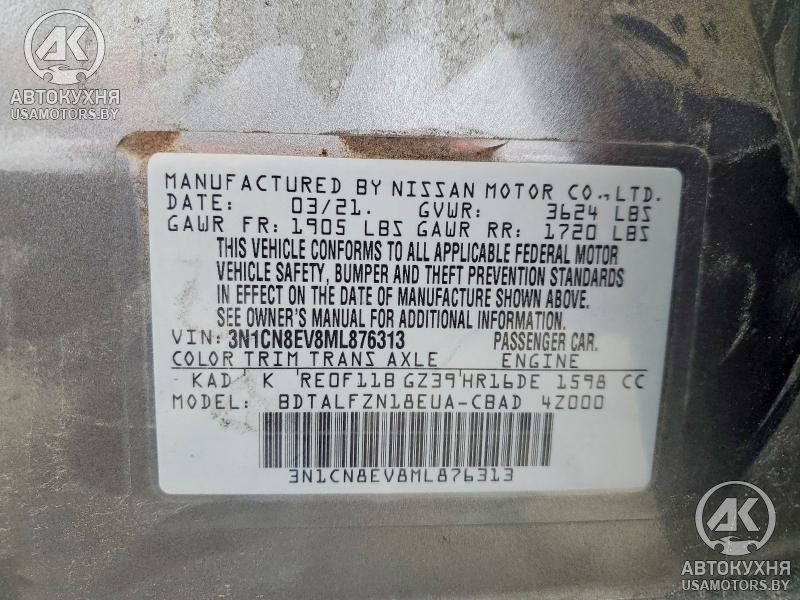 AK
АВТОКУХНЯ
USAMOTORS.BY
MANUFACTURED BY NISSAN MOTOR CO., LTD.
DATE: 03/21. GVWR: 3624 LBS
GAWR FR: 1905 LBS GAWR RR: 1720 LBS
THIS VEHICLE CONFORMS TO ALL APPLICABLE FEDERAL MOTOR
VEHICLE SAFETY, BUMPER AND THEFT PREVENTION STANDARDS
IN EFFECT ON THE DATE OF MANUFACTURE SHOWN ABOVE.
SEE OWNER'S MANUAL FOR ADDITIONAL INFORMATION.
VIN: 3N1CN8EV8ML876313 PASSENGER CAR.
COLOR TRIM TRANS AXLE ENGINE
KAD K RE0F11B GZ39 HR16DE 1598 CC
MODEL: BDTALFZN18EUA-CBAD 4Z000
3N1CN8EV8ML876313
AK
АВТОКУХНЯ
USAMOTORS.BY